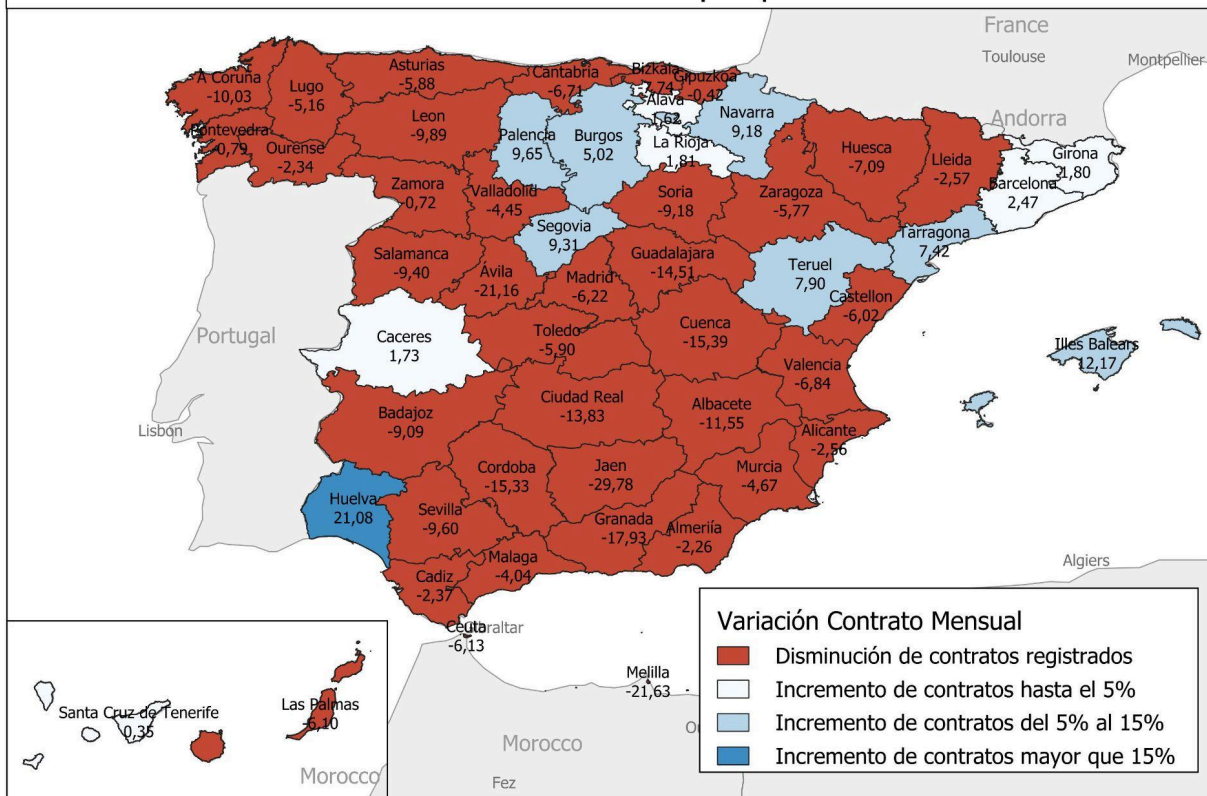 France
Toulouse
Montpellier
Andorra
A Coruña
-10,03
Lugo
-5,16
Asturias
-5,88
Cantabria
-6,71
Bizkaia
-7,74
Gipuzkoa
-0,42
Alava
1,62
Navarra
9,18
Pontevedra
-0,79
Ourense
-2,34
Leon
-9,89
Palencia
9,65
Burgos
5,02
La Rioja
1,81
Huesca
-7,09
Lleida
-2,57
Girona
1,80
Barcelona
2,47
Zamora
-0,72
Valladolid
-4,45
Soria
-9,18
Zaragoza
-5,77
Segovia
9,31
Tarragona
7,42
Salamanca
-9,40
Ávila
-21,16
Madrid
-6,22
Guadalajara
-14,51
Teruel
7,90
Castellon
-6,02
Portugal
Caceres
1,73
Toledo
-5,90
Cuenca
-15,39
Valencia
-6,84
Illes Balears
12,17
Lisbon
Badajoz
-9,09
Ciudad Real
-13,83
Albacete
-11,55
Alicante
-2,56
Huelva
21,08
Sevilla
-9,60
Cordoba
-15,33
Jaen
-29,78
Murcia
-4,67
Granada
-17,93
Almeriía
-2,26
Malaga
-4,04
Cadiz
-2,37
Ceuta
-6,13
Gibraltar
Algiers
Melilla
-21,63
Morocco
Fez
Santa Cruz de Tenerife
0,35
Las Palmas
-6,10
Morocco
Variación Contrato Mensual
Disminución de contratos registrados
Incremento de contratos hasta el 5%
Incremento de contratos del 5% al 15%
Incremento de contratos mayor que 15%